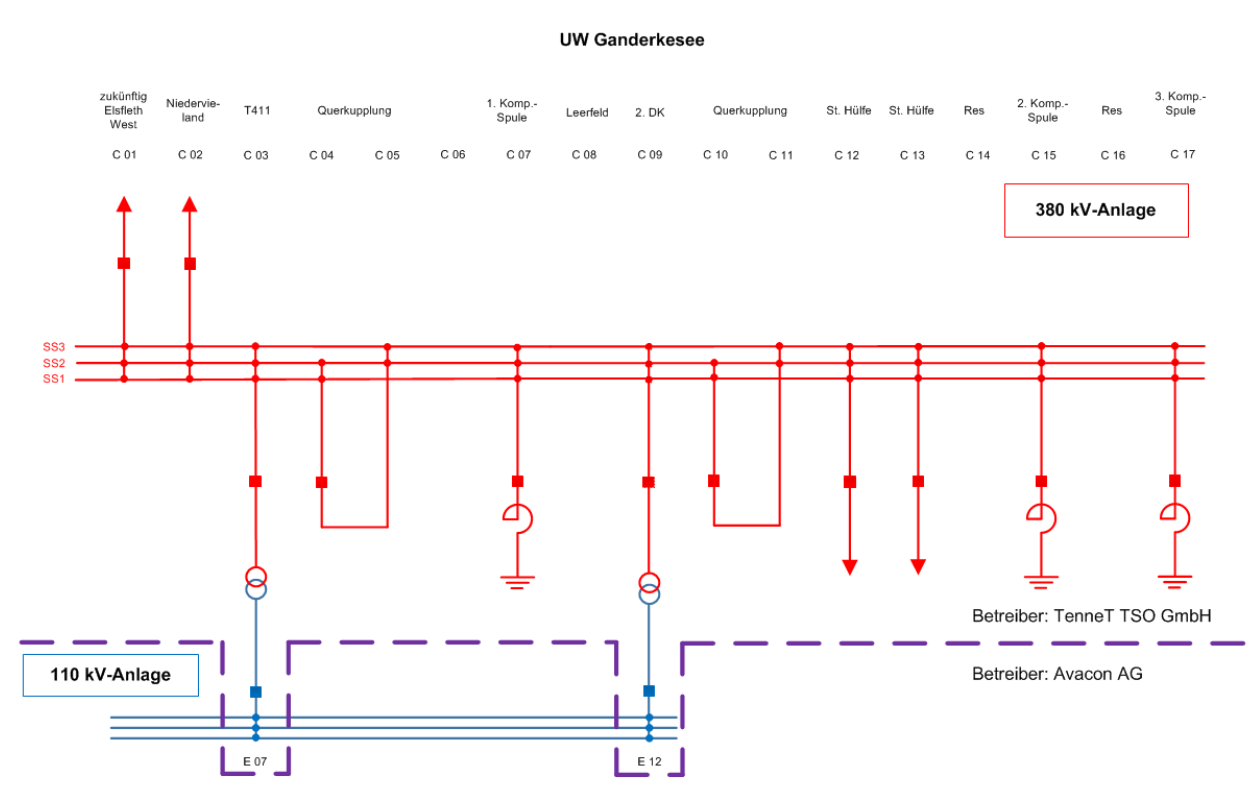 UW Ganderkesee
zukünftig
Elsfleth
West
Niedervie-
land
T411
Querkupplung
1. Komp.-
Spule
Leerfeld
2. DK
Querkupplung
St. Hülfe
St. Hülfe
Res
2. Komp.-
Spule
Res
3. Komp.-
Spule
C 01
C 02
C 03
C 04
C 05
C 06
C 07
C 08
C 09
C 10
C 11
C 12
C 13
C 14
C 15
C 16
C 17
380 kV-Anlage
SS3
SS2
SS1
Betreiber: TenneT TSO GmbH
110 kV-Anlage
Betreiber: Avacon AG
E 07
E 12